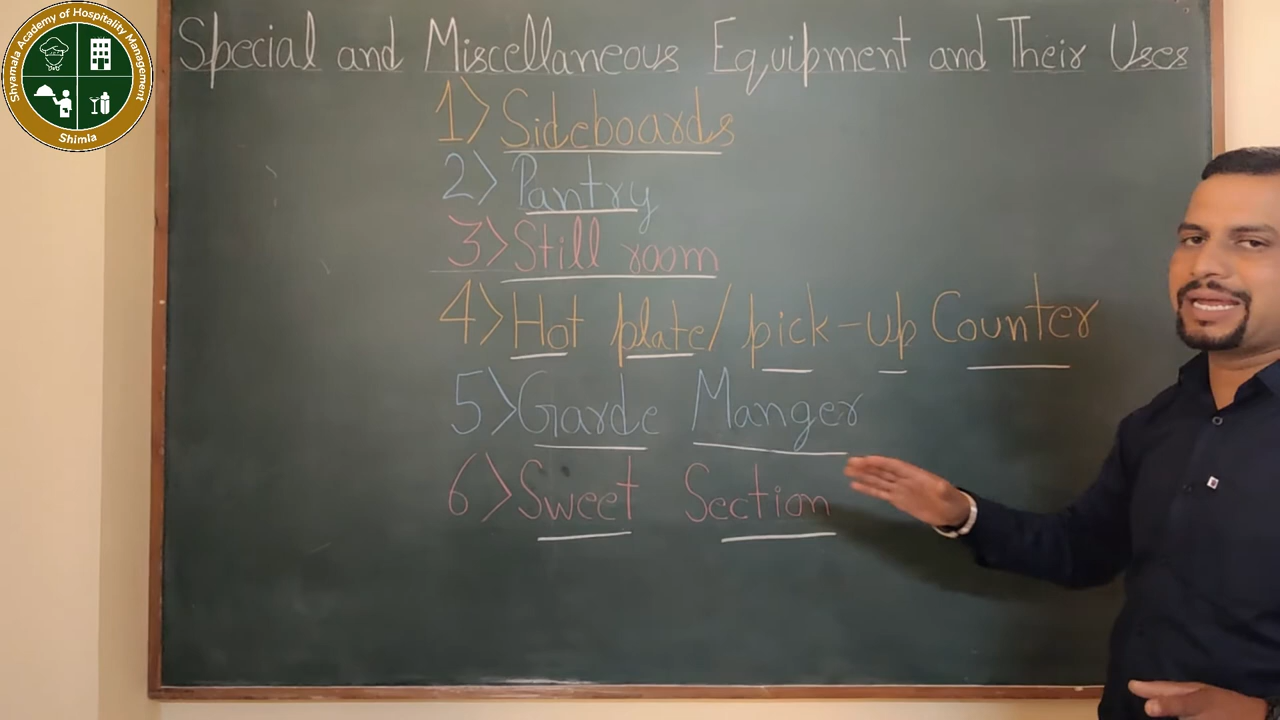 Shyamala Academy of Hospitality Management
Shimla
Special and Miscellaneous Equipment and Their Uses
1) Sideboards
2) Pantry
3) Still room
4) Hot plate/ pick-up Counter
5) Garde Manger
6) Sweet Section